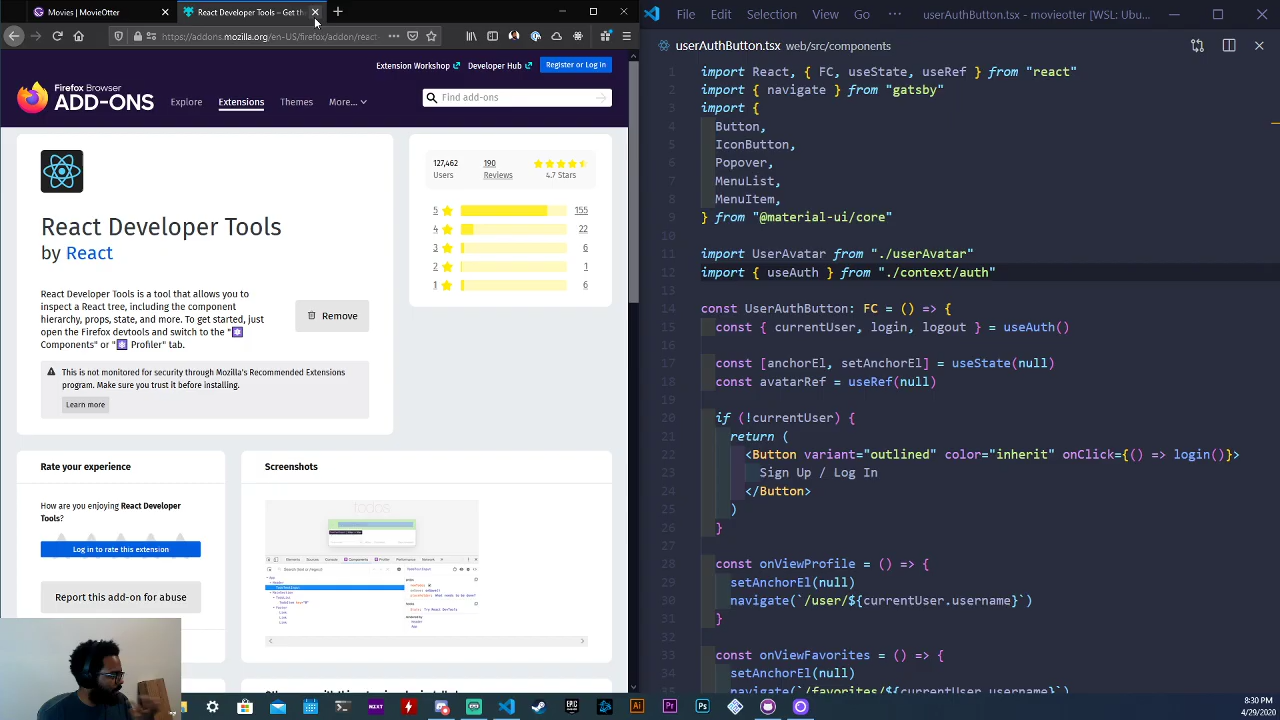 Movies | MovieOtter
React Developer Tools – Get th
https://addons.mozilla.org/en-US/firefox/addon/react
Extension Workshop
Developer Hub
Register or Log in
Firefox Browser
ADD-ONS
Explore
Extensions
Themes
More...
Find add-ons
React Developer Tools
by React
React Developer Tools is a tool that allows you to
inspect a React tree, including the component
hierarchy, props, state, and more. To get started, just
open the Firefox devtools and switch to the "
Components" or " Profiler" tab.
Remove
This is not monitored for security through Mozilla's Recommended Extensions
program. Make sure you trust it before installing.
Learn more
127,462
Users
190
Reviews
4.7 Stars
5 155
4 22
3 6
2 1
1 6
Rate your experience
How are you enjoying React Developer
Tools?
Log in to rate this extension
Report this add-on for abuse
Screenshots
todos
File Edit Selection View Go ··· userAuthButton.tsx - movieotter [WSL: Ubu...
userAuthButton.tsx web/src/components
1 import React, { FC, useState, useRef } from "react"
2 import { navigate } from "gatsby"
3 import {
4 Button,
5 IconButton,
6 Popover,
7 MenuList,
8 MenuItem,
9 } from "@material-ui/core"
10
11 import UserAvatar from "./userAvatar"
12 import { useAuth } from "./context/auth"
13
14 const UserAuthButton: FC = () => {
15 const { currentUser, login, logout } = useAuth()
16
17 const [anchorEl, setAnchorEl] = useState(null)
18 const avatarRef = useRef(null)
19
20 if (!currentUser) {
21 return (
22 <Button variant="outlined" color="inherit" onClick={() => login()}>
23 Sign Up / Log In
24 </Button>
25 )
26 }
27
28 const onViewProfile = () => {
29 setAnchorEl(null)
30 navigate(`/user/${currentUser.username}`)
31 }
32
33 const onViewFavorites = () => {
34 setAnchorEl(null)
35 navigate(`/favorites/${currentUser.username}`)
NEXT
EPIC
Ai
Pr
Ps
8:30 PM
4/29/2020